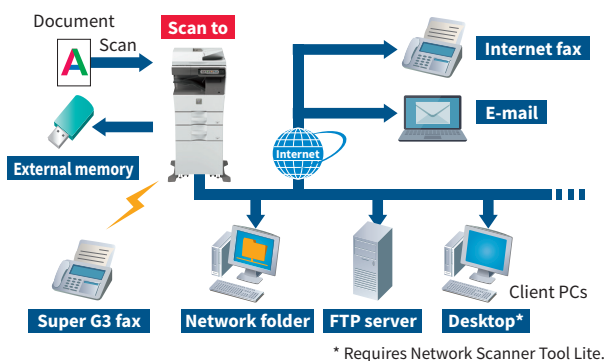 Document
Scan
Scan to
A
External memory
Internet
Internet fax
E-mail
Super G3 fax
Network folder
FTP server
Desktop*
Client PCs
* Requires Network Scanner Tool Lite.